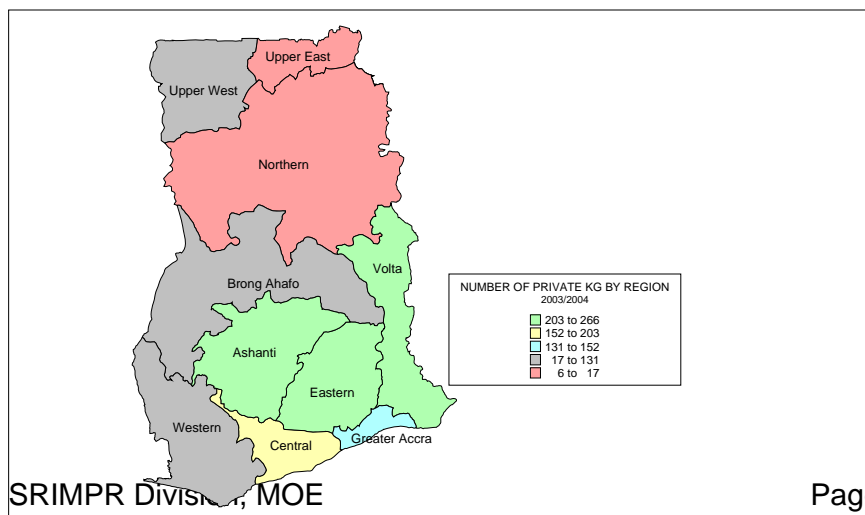 Upper East
Upper West
Northern
Volta
Brong Ahafo
NUMBER OF PRIVATE KG BY REGION
2003/2004
203 to 266
152 to 203
131 to 152
17 to 131
6 to 17
Ashanti
Eastern
Western
Central
Greater Accra
SRIMPR Division, MOE
Pag